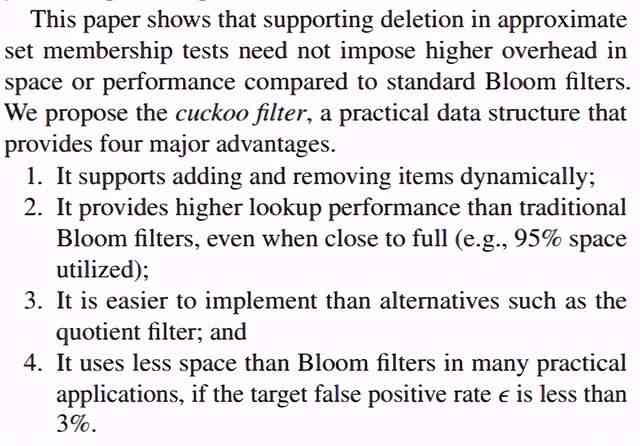 This paper shows that supporting deletion in approximate
set membership tests need not impose higher overhead in
space or performance compared to standard Bloom filters.
We propose the cuckoo filter, a practical data structure that
provides four major advantages.
1. It supports adding and removing items dynamically;
2. It provides higher lookup performance than traditional
Bloom filters, even when close to full (e.g., 95% space
utilized);
3. It is easier to implement than alternatives such as the
quotient filter; and
4. It uses less space than Bloom filters in many practical
applications, if the target false positive rate ϵ is less than
3%.